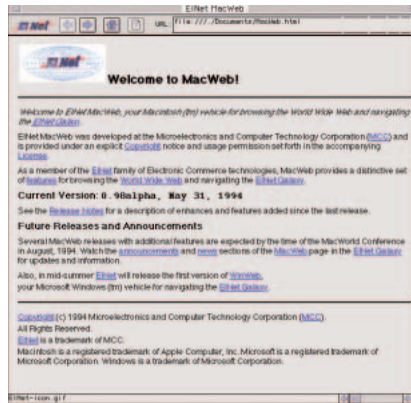 EINet MacWeb
EINet
URL: file:///./Documents/MacWeb.html
EINet
Welcome to MacWeb!
Welcome to EINet MacWeb, your Macintosh (tm) vehicle for browsing the World Wide Web and navigating
the EINet Galaxy.
EINet MacWeb was developed at the Microelectronics and Computer Technology Corporation (MCC) and
is provided under an explicit Copyright notice and usage permission set forth in the accompanying
License.
As a member of the EINet family of Electronic Commerce technologies, MacWeb provides a distinctive set
of features for browsing the World Wide Web and navigating the EINet Galaxy.
Current Version: 0.98alpha, May 31, 1994
See the Release Notes for a description of enhances and features added since the last release.
Future Releases and Announcements
Several MacWeb releases with additional features are expected by the time of the MacWorld Conference
in August, 1994. Watch the announcements and news sections of the MacWeb page in the EINet Galaxy
for updates and information.
Also, in mid-summer EINet will release the first version of WinWeb,
your Microsoft Windows (tm) vehicle for navigating the EINet Galaxy.
Copyright (c) 1994 Microelectronics and Computer Technology Corporation (MCC).
All Rights Reserved.
EINet is a trademark of MCC.
Macintosh is a registered trademark of Apple Computer, Inc. Microsoft is a registered trademark of
Microsoft Corporation. Windows is a trademark of Microsoft Corporation.
EINet-icon.gif